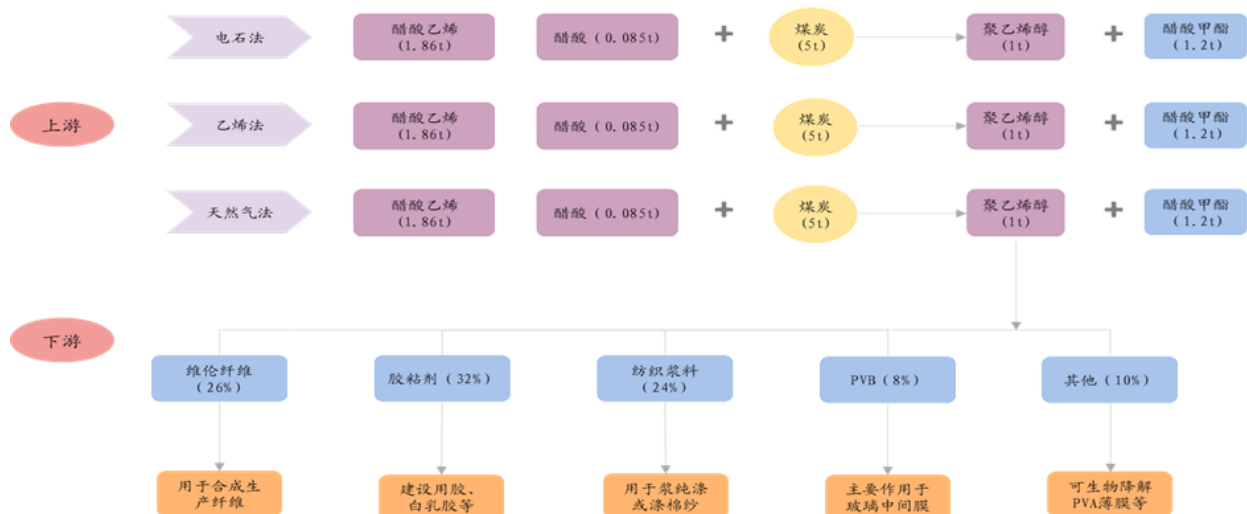 电石法
醋酸乙烯
(1.86t)
醋酸(0.085t)
+
煤炭
(5t)
聚乙烯醇
(1t)
+
醋酸甲酯
(1.2t)
上游
乙烯法
醋酸乙烯
(1.86t)
醋酸(0.085t)
+
煤炭
(5t)
聚乙烯醇
(1t)
+
醋酸甲酯
(1.2t)
天然气法
醋酸乙烯
(1.86t)
醋酸(0.085t)
+
煤炭
(5t)
聚乙烯醇
(1t)
+
醋酸甲酯
(1.2t)
下游
维伦纤维
(26%)
胶粘剂(32%)
纺织浆料
(24%)
PVB(8%)
其他(10%)
用于合成生
产纤维
建设用胶、
白乳胶等
用于浆纯涤
或涤棉纱
主要作用于
玻璃中间膜
可生物降解
PVA薄膜等